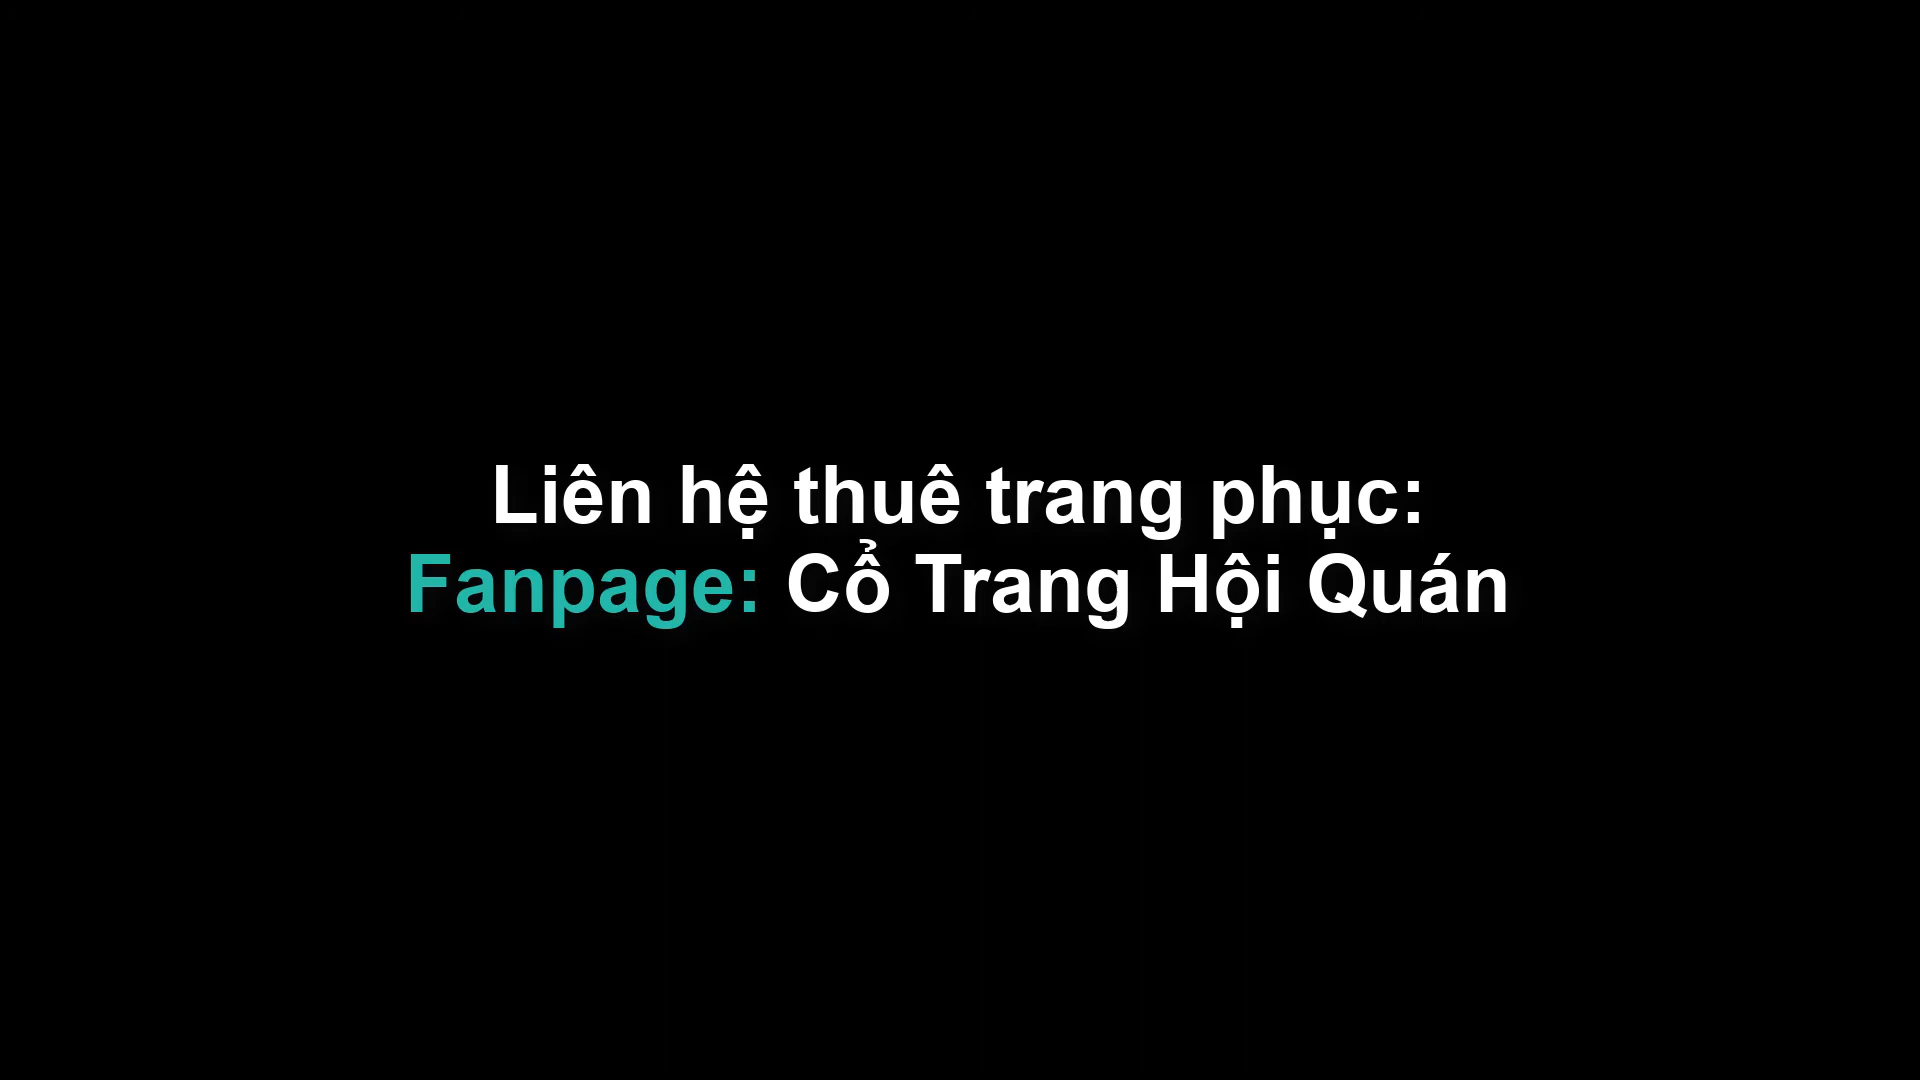 Liên hệ thuê trang phục:
Fanpage: Cổ Trang Hội Quán